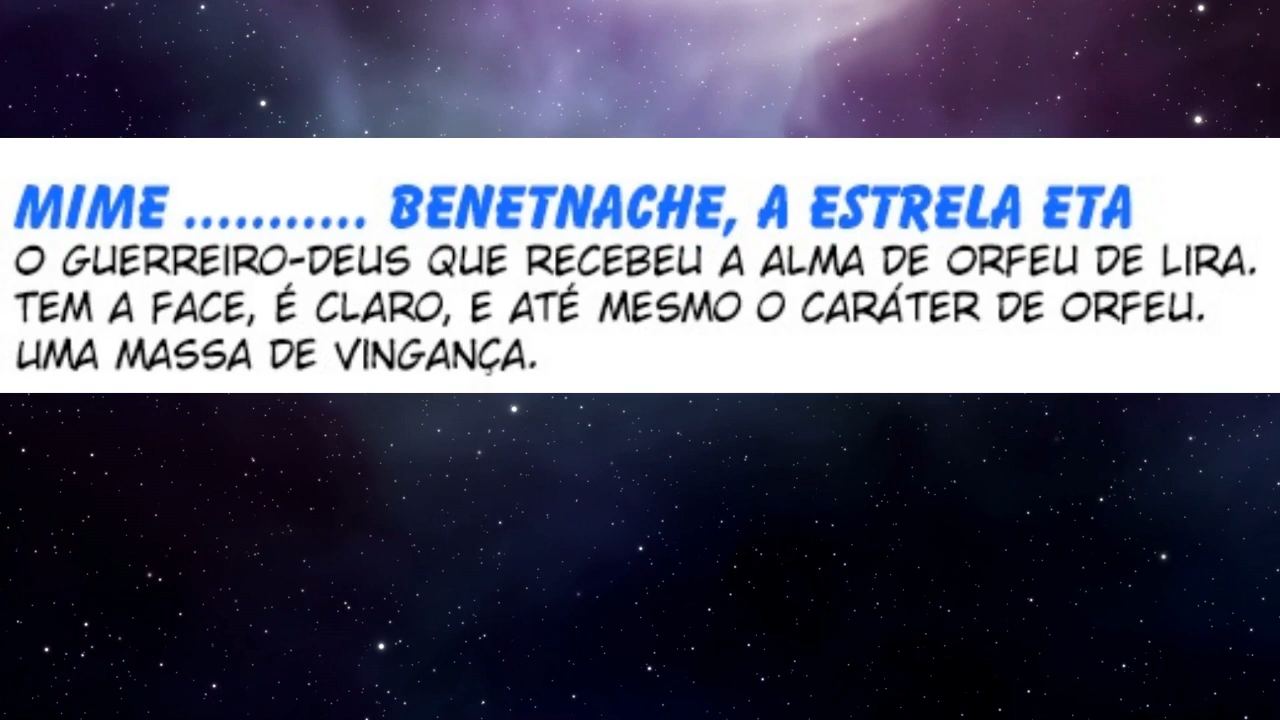 MIME ........... BENETNACHE, A ESTRELA ETA
O GUERREIRO-DEUS QUE RECEBEU A ALMA DE ORFEU DE LIRA.
TEM A FACE, É CLARO, E ATÉ MESMO O CARÁTER DE ORFEU.
UMA MASSA DE VINGANÇA.